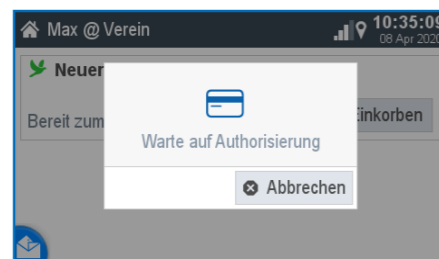 Max @ Verein
10:35:09
08 Apr 2020
Neuer
Bereit zum
Einkorben
Warte auf Authorisierung
Abbrechen